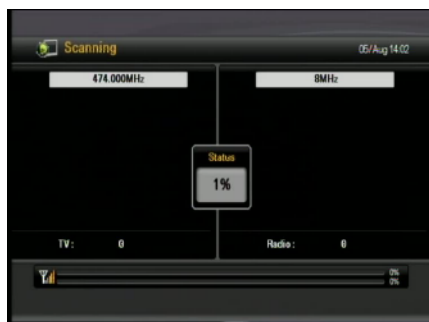 Scanning 05/Aug 14:02
474.000MHz 8MHz
Status
1%
TV : 0 Radio : 0
0%
0%